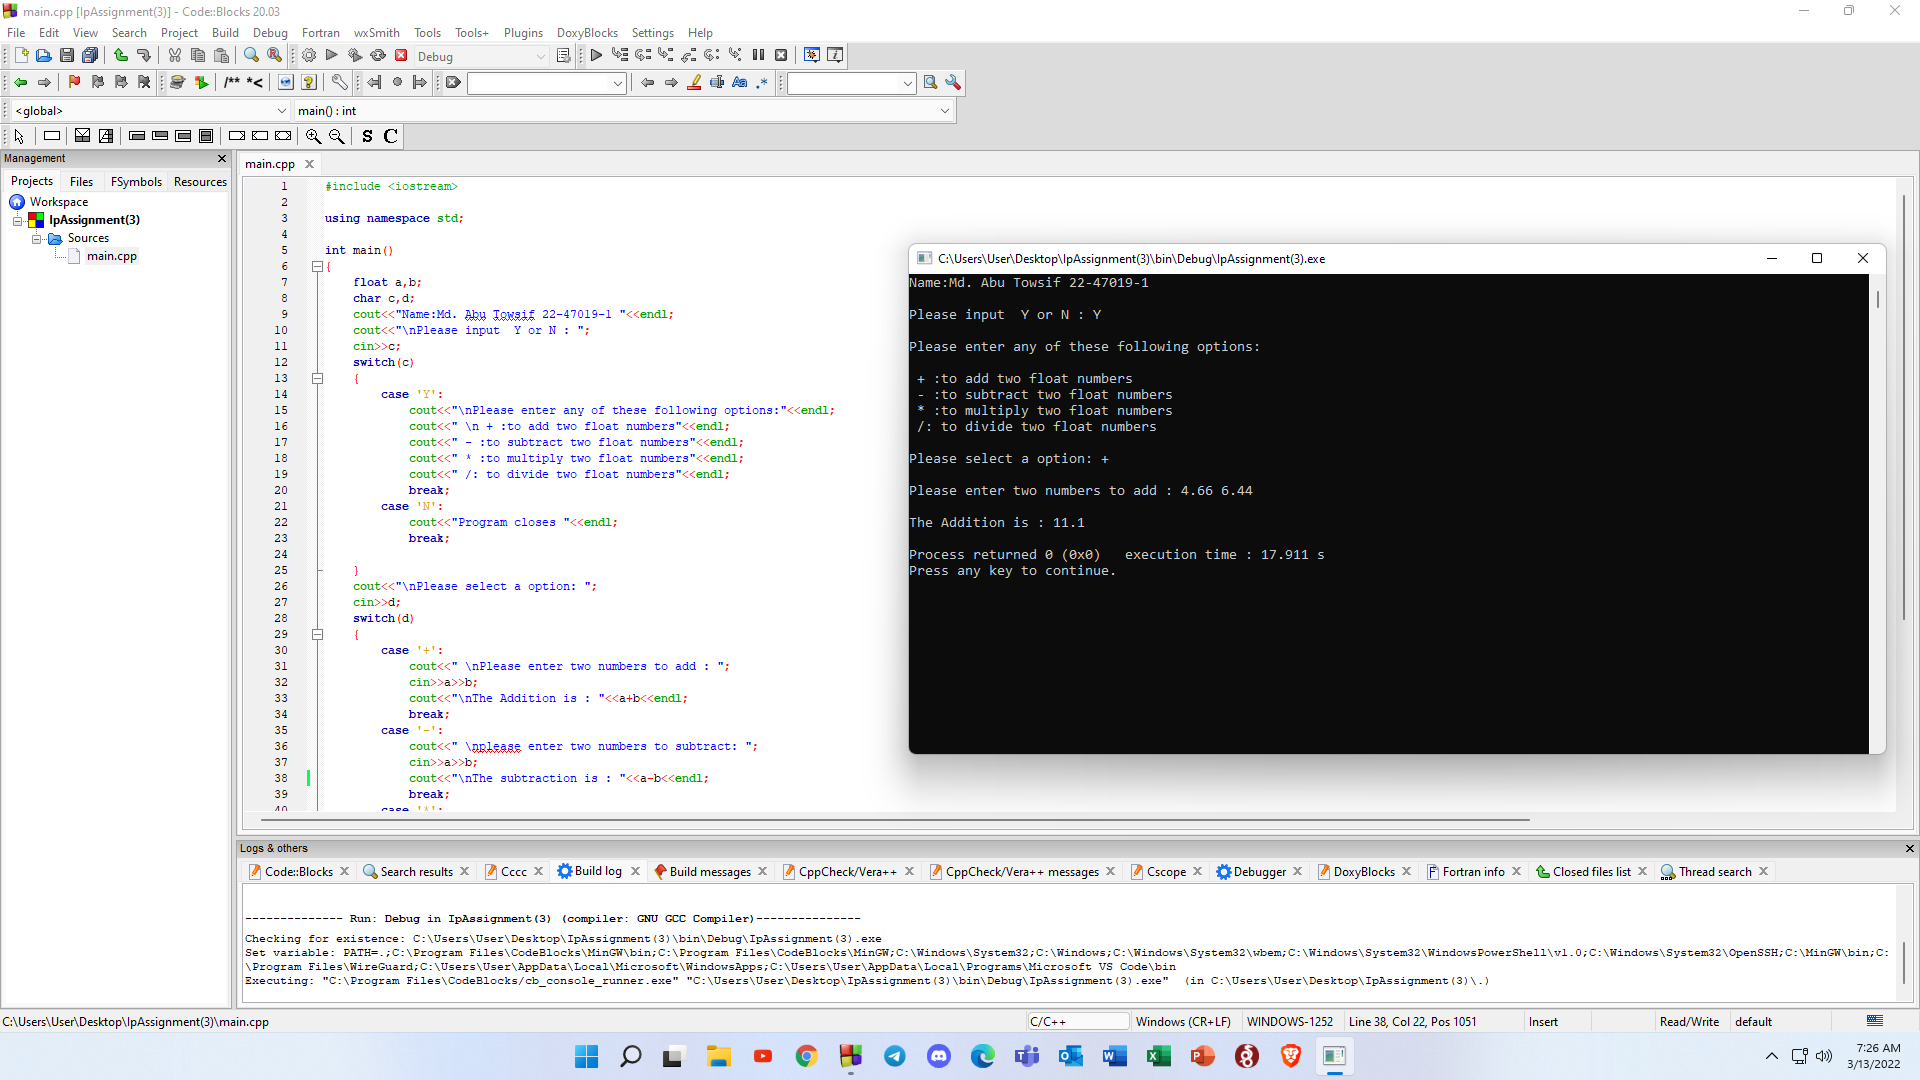 main.cpp [IpAssignment(3)] - Code::Blocks 20.03
File Edit View Search Project Build Debug Fortran wxSmith Tools Tools+ Plugins DoxyBlocks Settings Help
Debug
/** *<
Aa .*
<global> main() : int
S C
Management
main.cpp
Projects Files FSymbols Resources
Workspace
IpAssignment(3)
Sources
main.cpp
1 #include <iostream>
2
3 using namespace std;
4
5 int main()
6 {
7 float a,b;
8 char c,d;
9 cout<<"Name:Md. Abu Towsif 22-47019-1 "<<endl;
10 cout<<"\nPlease input  Y or N : ";
11 cin>>c;
12 switch(c)
13 {
14 case 'Y':
15 cout<<"\nPlease enter any of these following options:"<<endl;
16 cout<<" \n + :to add two float numbers"<<endl;
17 cout<<" - :to subtract two float numbers"<<endl;
18 cout<<" * :to multiply two float numbers"<<endl;
19 cout<<" /: to divide two float numbers"<<endl;
20 break;
21 case 'N':
22 cout<<"Program closes "<<endl;
23 break;
24
25 }
26 cout<<"\nPlease select a option: ";
27 cin>>d;
28 switch(d)
29 {
30 case '+':
31 cout<<" \nPlease enter two numbers to add : ";
32 cin>>a>>b;
33 cout<<"\nThe Addition is : "<<a+b<<endl;
34 break;
35 case '-':
36 cout<<" \nplease enter two numbers to subtract: ";
37 cin>>a>>b;
38 cout<<"\nThe subtraction is : "<<a-b<<endl;
39 break;
40 case '*':
C:\Users\User\Desktop\IpAssignment(3)\bin\Debug\IpAssignment(3).exe
Name:Md. Abu Towsif 22-47019-1
Please input  Y or N : Y
Please enter any of these following options:
+ :to add two float numbers
- :to subtract two float numbers
* :to multiply two float numbers
/: to divide two float numbers
Please select a option: +
Please enter two numbers to add : 4.66 6.44
The Addition is : 11.1
Process returned 0 (0x0)   execution time : 17.911 s
Press any key to continue.
Logs & others
Code::Blocks Search results Cccc Build log Build messages CppCheck/Vera++ CppCheck/Vera++ messages Cscope Debugger DoxyBlocks Fortran info Closed files list Thread search
-------------- Run: Debug in IpAssignment(3) (compiler: GNU GCC Compiler)---------------
Checking for existence: C:\Users\User\Desktop\IpAssignment(3)\bin\Debug\IpAssignment(3).exe
Set variable: PATH=.;C:\Program Files\CodeBlocks\MinGW\bin;C:\Program Files\CodeBlocks\MinGW;C:\Windows\System32;C:\Windows;C:\Windows\System32\wbem;C:\Windows\System32\WindowsPowerShell\v1.0;C:\Windows\System32\OpenSSH;C:\MinGW\bin;C:
\Program Files\WireGuard;C:\Users\User\AppData\Local\Microsoft\WindowsApps;C:\Users\User\AppData\Local\Programs\Microsoft VS Code\bin
Executing: "C:\Program Files\CodeBlocks/cb_console_runner.exe" "C:\Users\User\Desktop\IpAssignment(3)\bin\Debug\IpAssignment(3).exe"  (in C:\Users\User\Desktop\IpAssignment(3)\.)
C:\Users\User\Desktop\IpAssignment(3)\main.cpp C/C++ Windows (CR+LF) WINDOWS-1252 Line 38, Col 22, Pos 1051 Insert Read/Write default
7:26 AM
3/13/2022